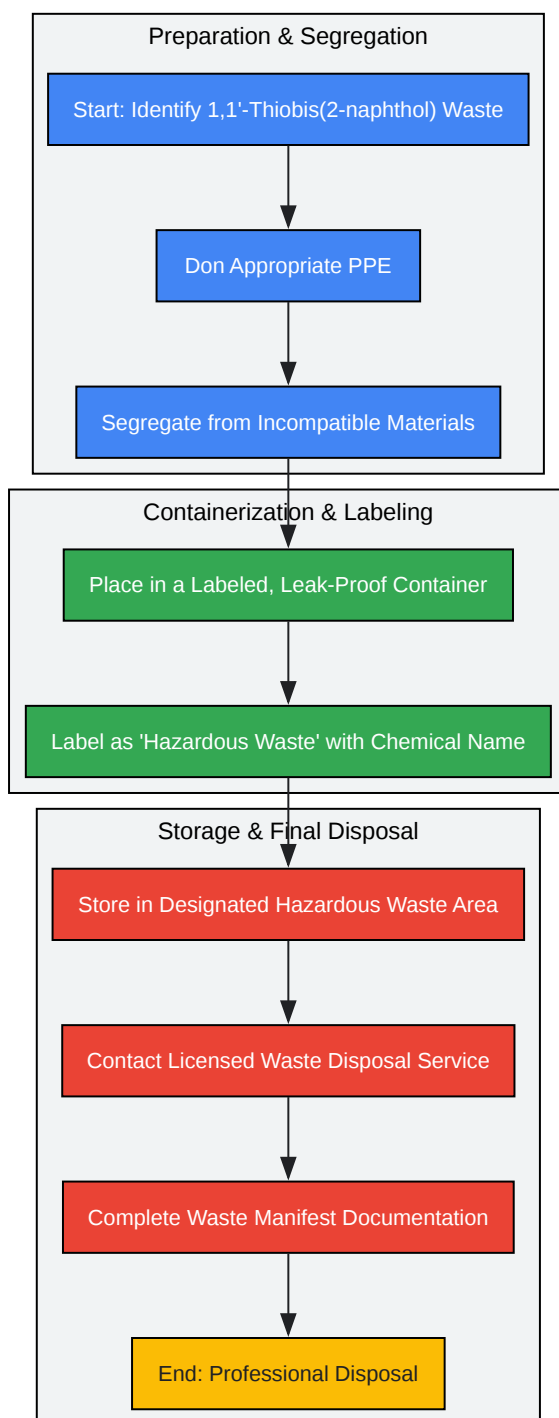 Preparation & Segregation
Start: Identify 1,1'-Thiobis(2-naphthol) Waste
Don Appropriate PPE
Segregate from Incompatible Materials
Containerization & Labeling
Place in a Labeled, Leak-Proof Container
Label as 'Hazardous Waste' with Chemical Name
Storage & Final Disposal
Store in Designated Hazardous Waste Area
Contact Licensed Waste Disposal Service
Complete Waste Manifest Documentation
End: Professional Disposal